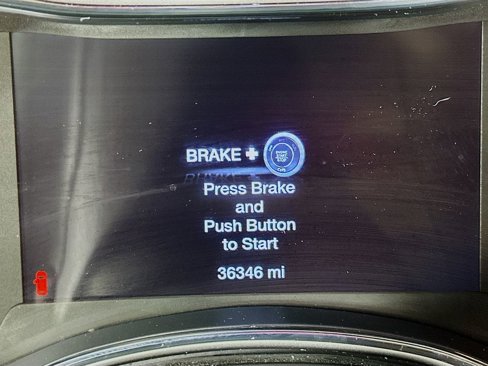 BRAKE +
Press Brake
and
Push Button
to Start
36346 mi